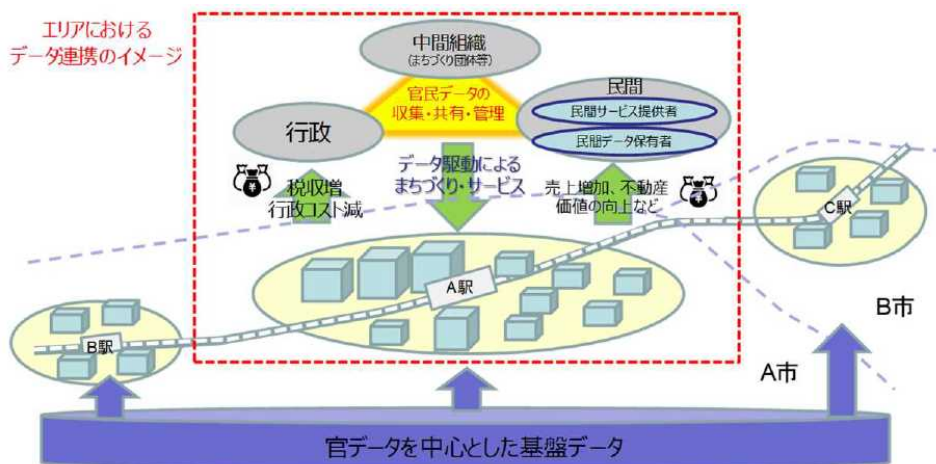 エリアにおける
データ連携のイメージ
中間組織
(まちづくり団体等)
官民データの
収集・共有・管理
行政
民間
民間サービス提供者
民間データ保有者
税収増
行政コスト減
データ駆動による
まちづくり・サービス
売上増加、不動産
価値の向上など
¥
¥
A駅
B駅
C駅
B市
A市
官データを中心とした基盤データ